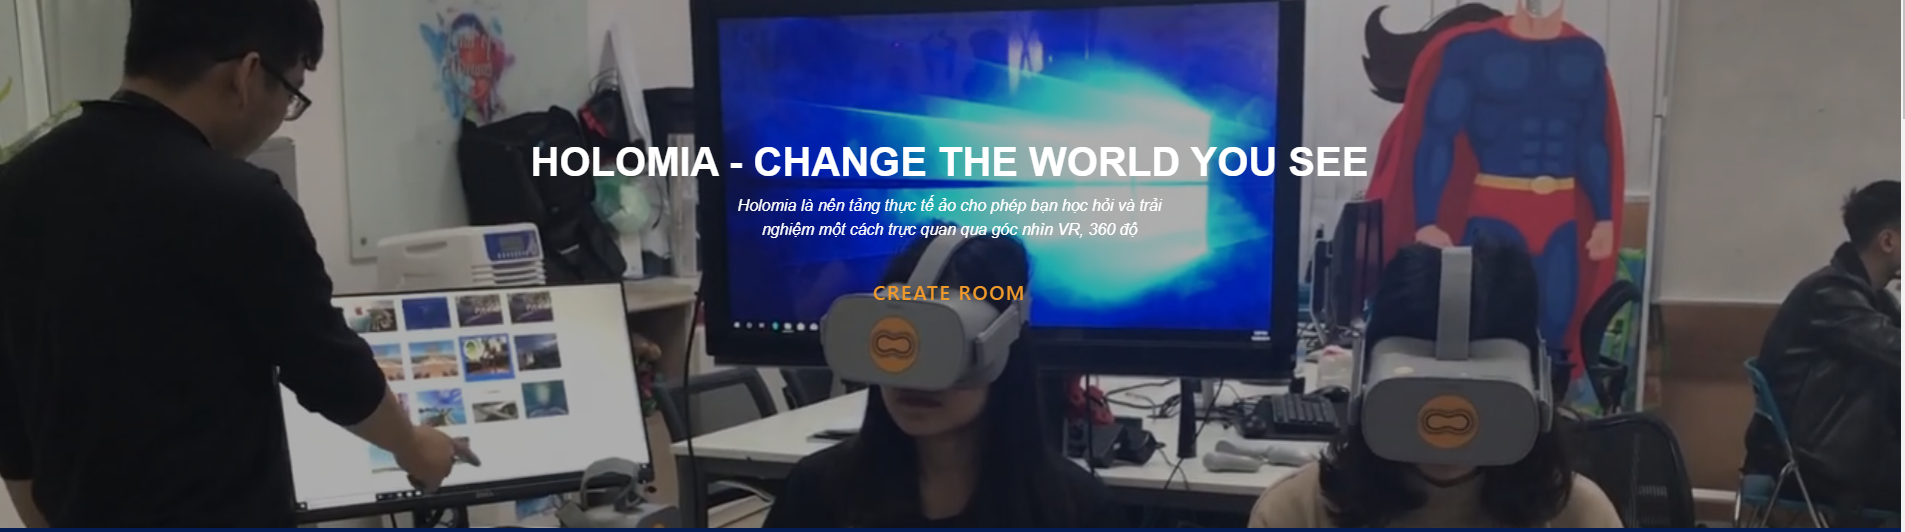 HOLOMIA - CHANGE THE WORLD YOU SEE
Holomia là nền tảng thực tế ảo cho phép bạn học hỏi và trải
nghiệm một cách trực quan qua góc nhìn VR, 360 độ
CREATE ROOM